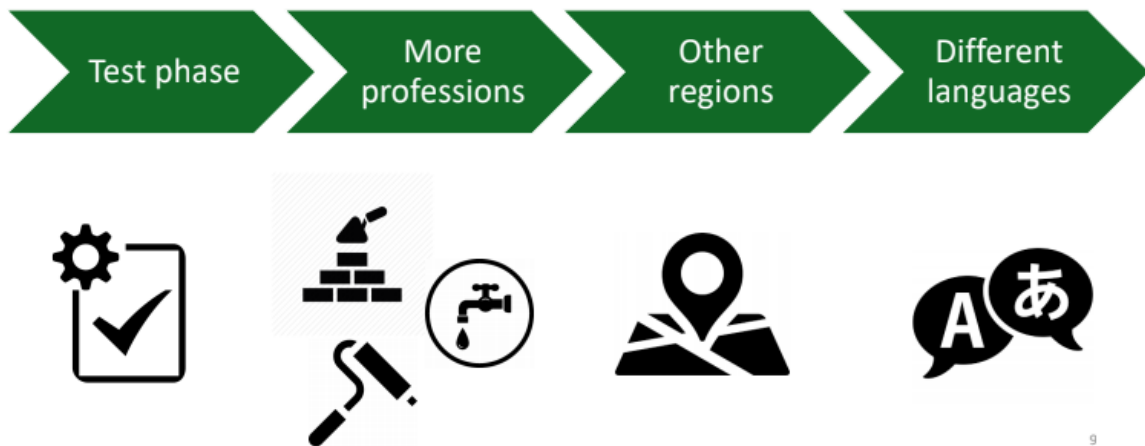 Test phase
More
professions
Other
regions
Different
languages
A あ
9